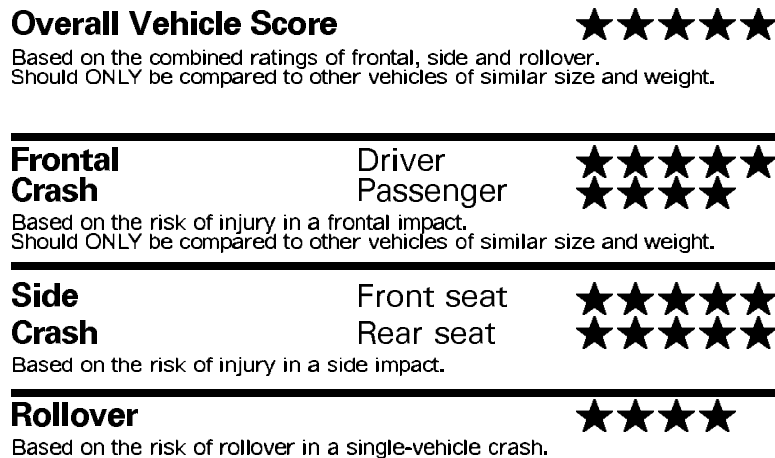 Overall Vehicle Score ★★★★★
Based on the combined ratings of frontal, side and rollover.
Should ONLY be compared to other vehicles of similar size and weight.
Frontal Driver ★★★★★
Crash Passenger ★★★★
Based on the risk of injury in a frontal impact.
Should ONLY be compared to other vehicles of similar size and weight.
Side Front seat ★★★★★
Crash Rear seat ★★★★★
Based on the risk of injury in a side impact.
Rollover ★★★★
Based on the risk of rollover in a single-vehicle crash.